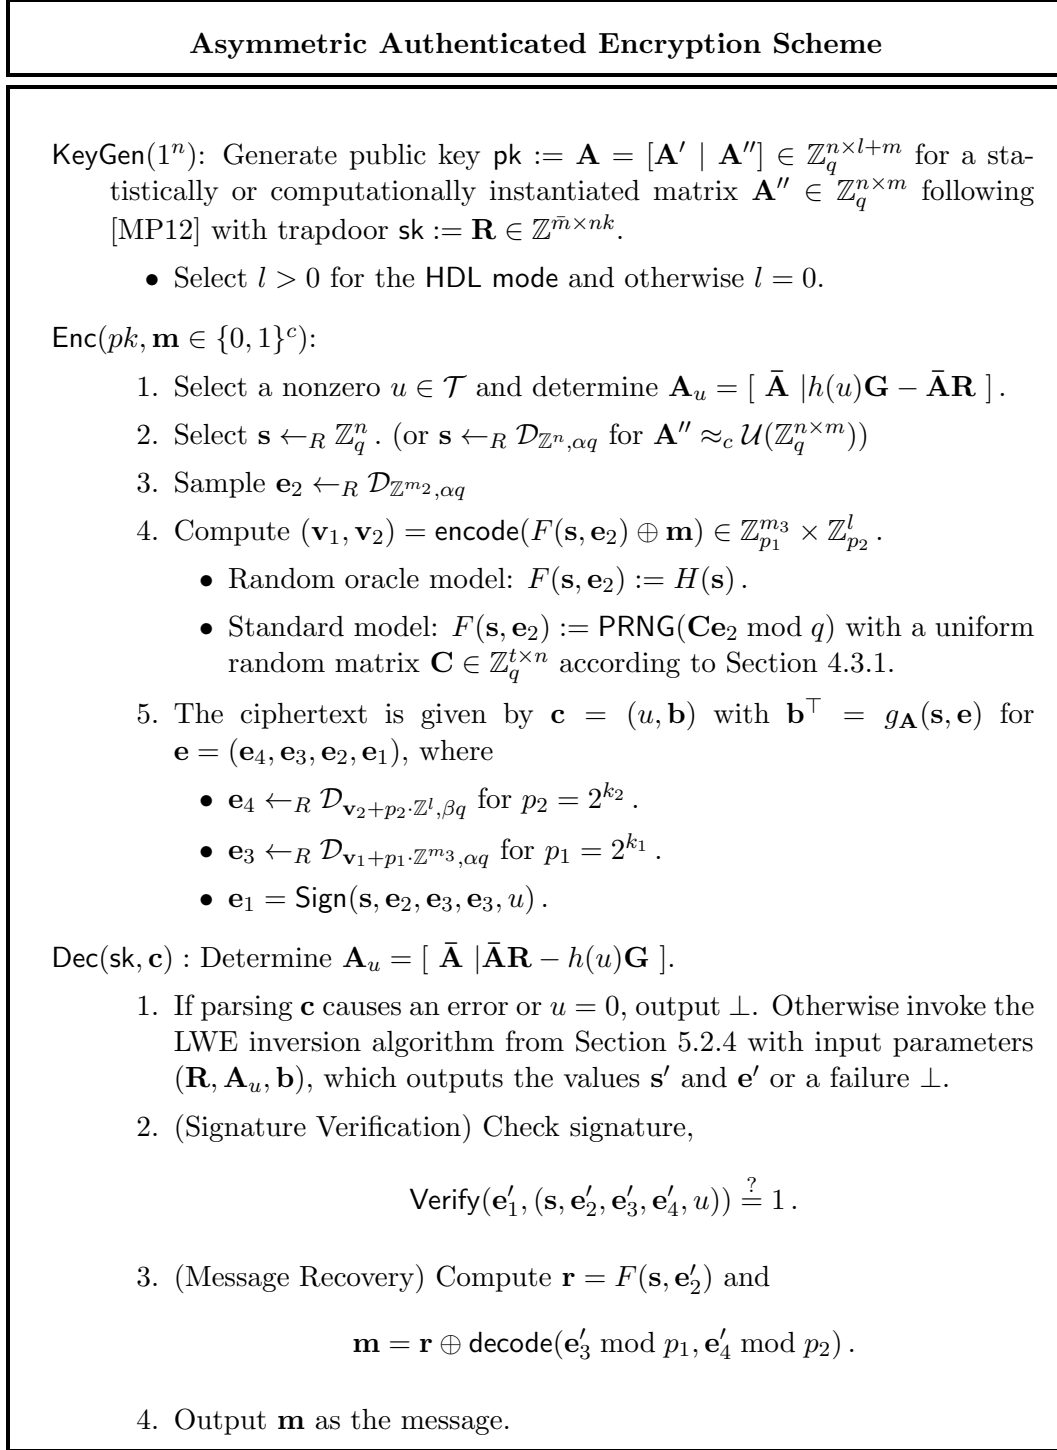 Asymmetric Authenticated Encryption Scheme
KeyGen(1ⁿ): Generate public key pk := A = [A′ | A″] ∈ ℤ_q^{n×l+m} for a sta-
tistically or computationally instantiated matrix A″ ∈ ℤ_q^{n×m} following
[MP12] with trapdoor sk := R ∈ ℤ^{m̄×nk}.
• Select l > 0 for the HDL mode and otherwise l = 0.
Enc(pk, m ∈ {0, 1}^c):
1. Select a nonzero u ∈ 𝒯 and determine A_u = [ Ā |h(u)G − ĀR ] .
2. Select s ←_R ℤ_q^n . (or s ←_R 𝒟_{ℤ^n,αq} for A″ ≈_c 𝒰(ℤ_q^{n×m}))
3. Sample e_2 ←_R 𝒟_{ℤ^{m_2},αq}
4. Compute (v_1, v_2) = encode(F(s, e_2) ⊕ m) ∈ ℤ_{p_1}^{m_3} × ℤ_{p_2}^l .
• Random oracle model: F(s, e_2) := H(s) .
• Standard model: F(s, e_2) := PRNG(Ce_2 mod q) with a uniform
random matrix C ∈ ℤ_q^{t×n} according to Section 4.3.1.
5. The ciphertext is given by c = (u, b) with b^⊤ = g_A(s, e) for
e = (e_4, e_3, e_2, e_1), where
• e_4 ←_R 𝒟_{v_2+p_2·ℤ^l,βq} for p_2 = 2^{k_2} .
• e_3 ←_R 𝒟_{v_1+p_1·ℤ^{m_3},αq} for p_1 = 2^{k_1} .
• e_1 = Sign(s, e_2, e_3, e_3, u) .
Dec(sk, c) : Determine A_u = [ Ā |ĀR − h(u)G ].
1. If parsing c causes an error or u = 0, output ⊥. Otherwise invoke the
LWE inversion algorithm from Section 5.2.4 with input parameters
(R, A_u, b), which outputs the values s′ and e′ or a failure ⊥.
2. (Signature Verification) Check signature,
Verify(e′_1, (s, e′_2, e′_3, e′_4, u)) =^? 1 .
3. (Message Recovery) Compute r = F(s, e′_2) and
m = r ⊕ decode(e′_3 mod p_1, e′_4 mod p_2) .
4. Output m as the message.